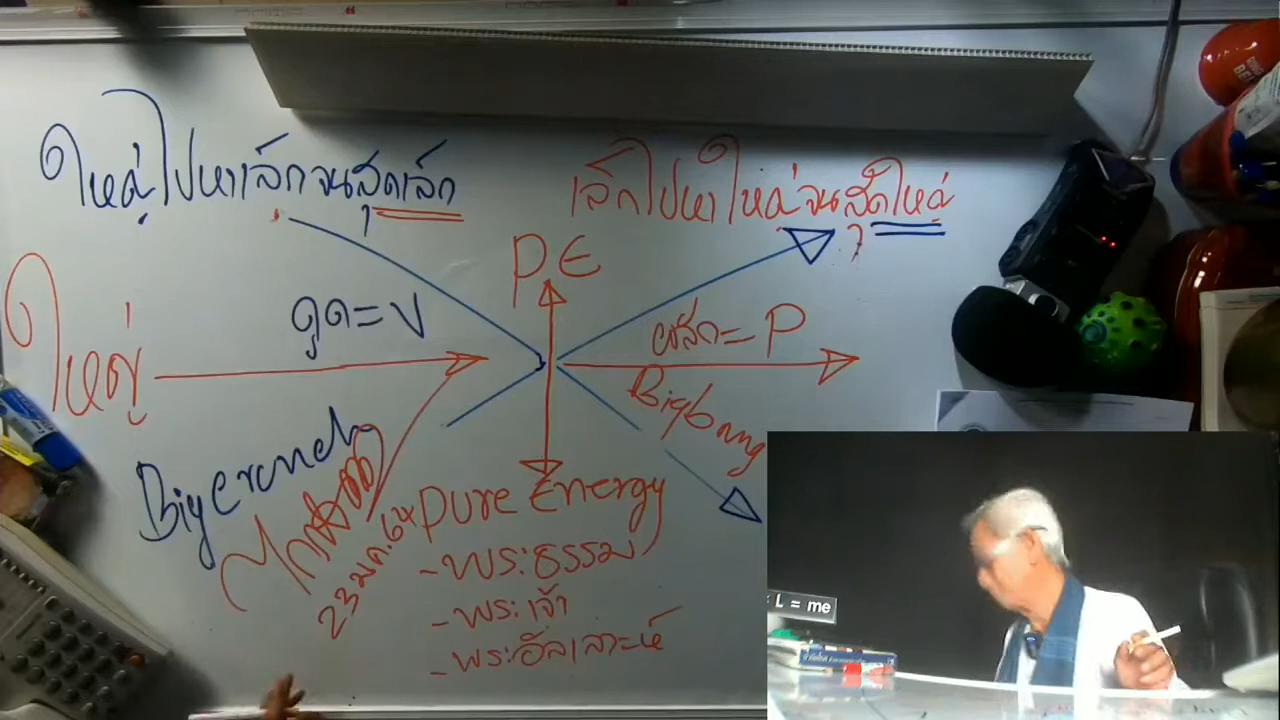 ใหญ่ไปหาเล็กจนสุดเล็ก
เล็กไปหาใหญ่จนสุดใหญ่
PE
ใหญ่
ดูด=V
ผลัก=P
Bigbang
Bigcrunch
23 ม.ค.64
Pure Energy
-พระธรรม
-พระเจ้า
-พระอัลเลาะห์
L = me